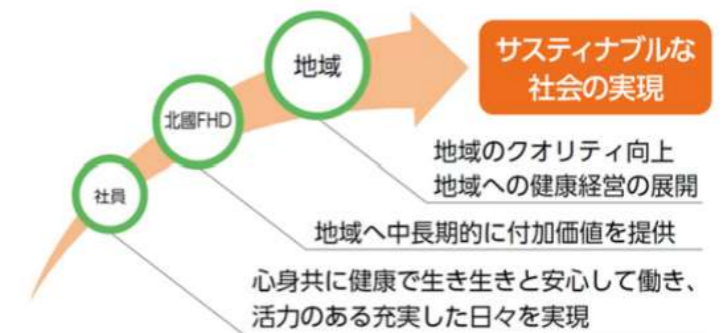 地域
サスティナブルな
社会の実現
北國FHD
地域のクオリティ向上
地域への健康経営の展開
社員
地域へ中長期的に付加価値を提供
心身共に健康で生き生きと安心して働き、
活力のある充実した日々を実現